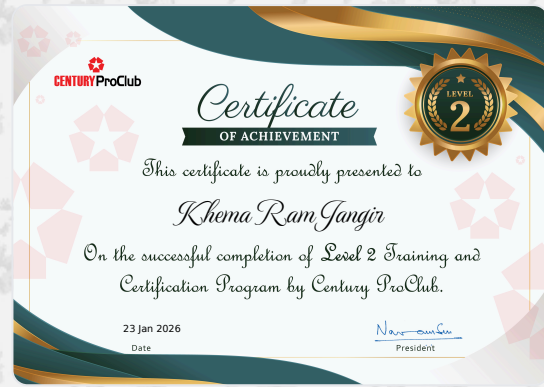 CENTURY ProClub
LEVEL
2
Certificate
OF ACHIEVEMENT
This certificate is proudly presented to
Khema Ram Jangir
On the successful completion of Level 2 Training and
Certification Program by Century ProClub.
23 Jan 2026
Date
President